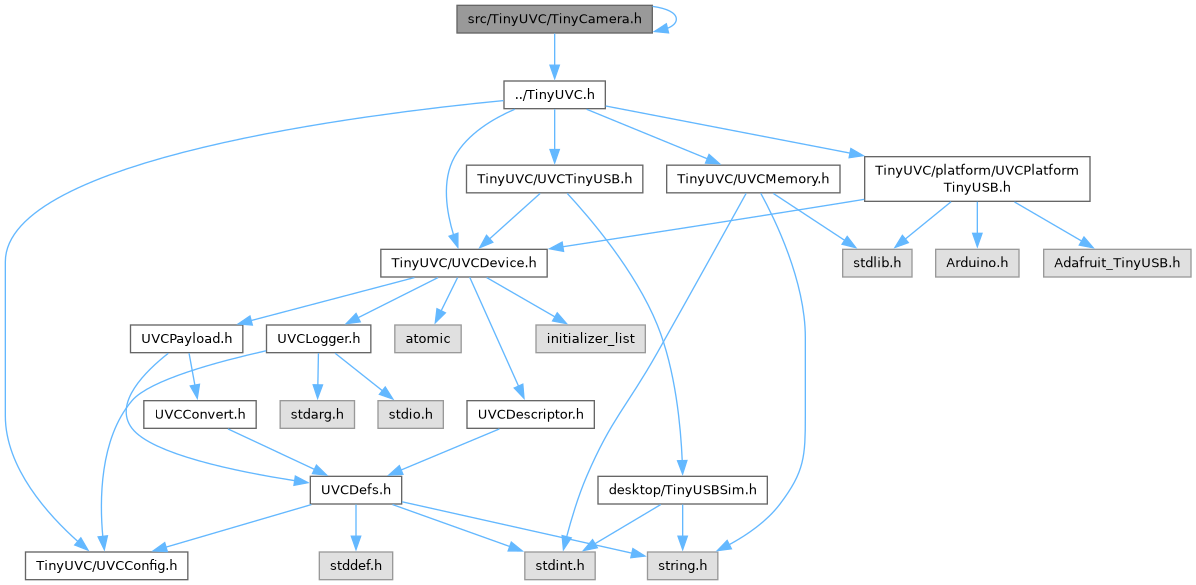 src/TinyUVC/TinyCamera.h
../TinyUVC.h
TinyUVC/UVCTinyUSB.h
TinyUVC/UVCMemory.h
TinyUVC/platform/UVCPlatform
TinyUSB.h
TinyUVC/UVCDevice.h
stdlib.h
Arduino.h
Adafruit_TinyUSB.h
UVCPayload.h
UVCLogger.h
atomic
initializer_list
UVCConvert.h
stdarg.h
stdio.h
UVCDescriptor.h
UVCDefs.h
desktop/TinyUSBSim.h
TinyUVC/UVCConfig.h
stddef.h
stdint.h
string.h